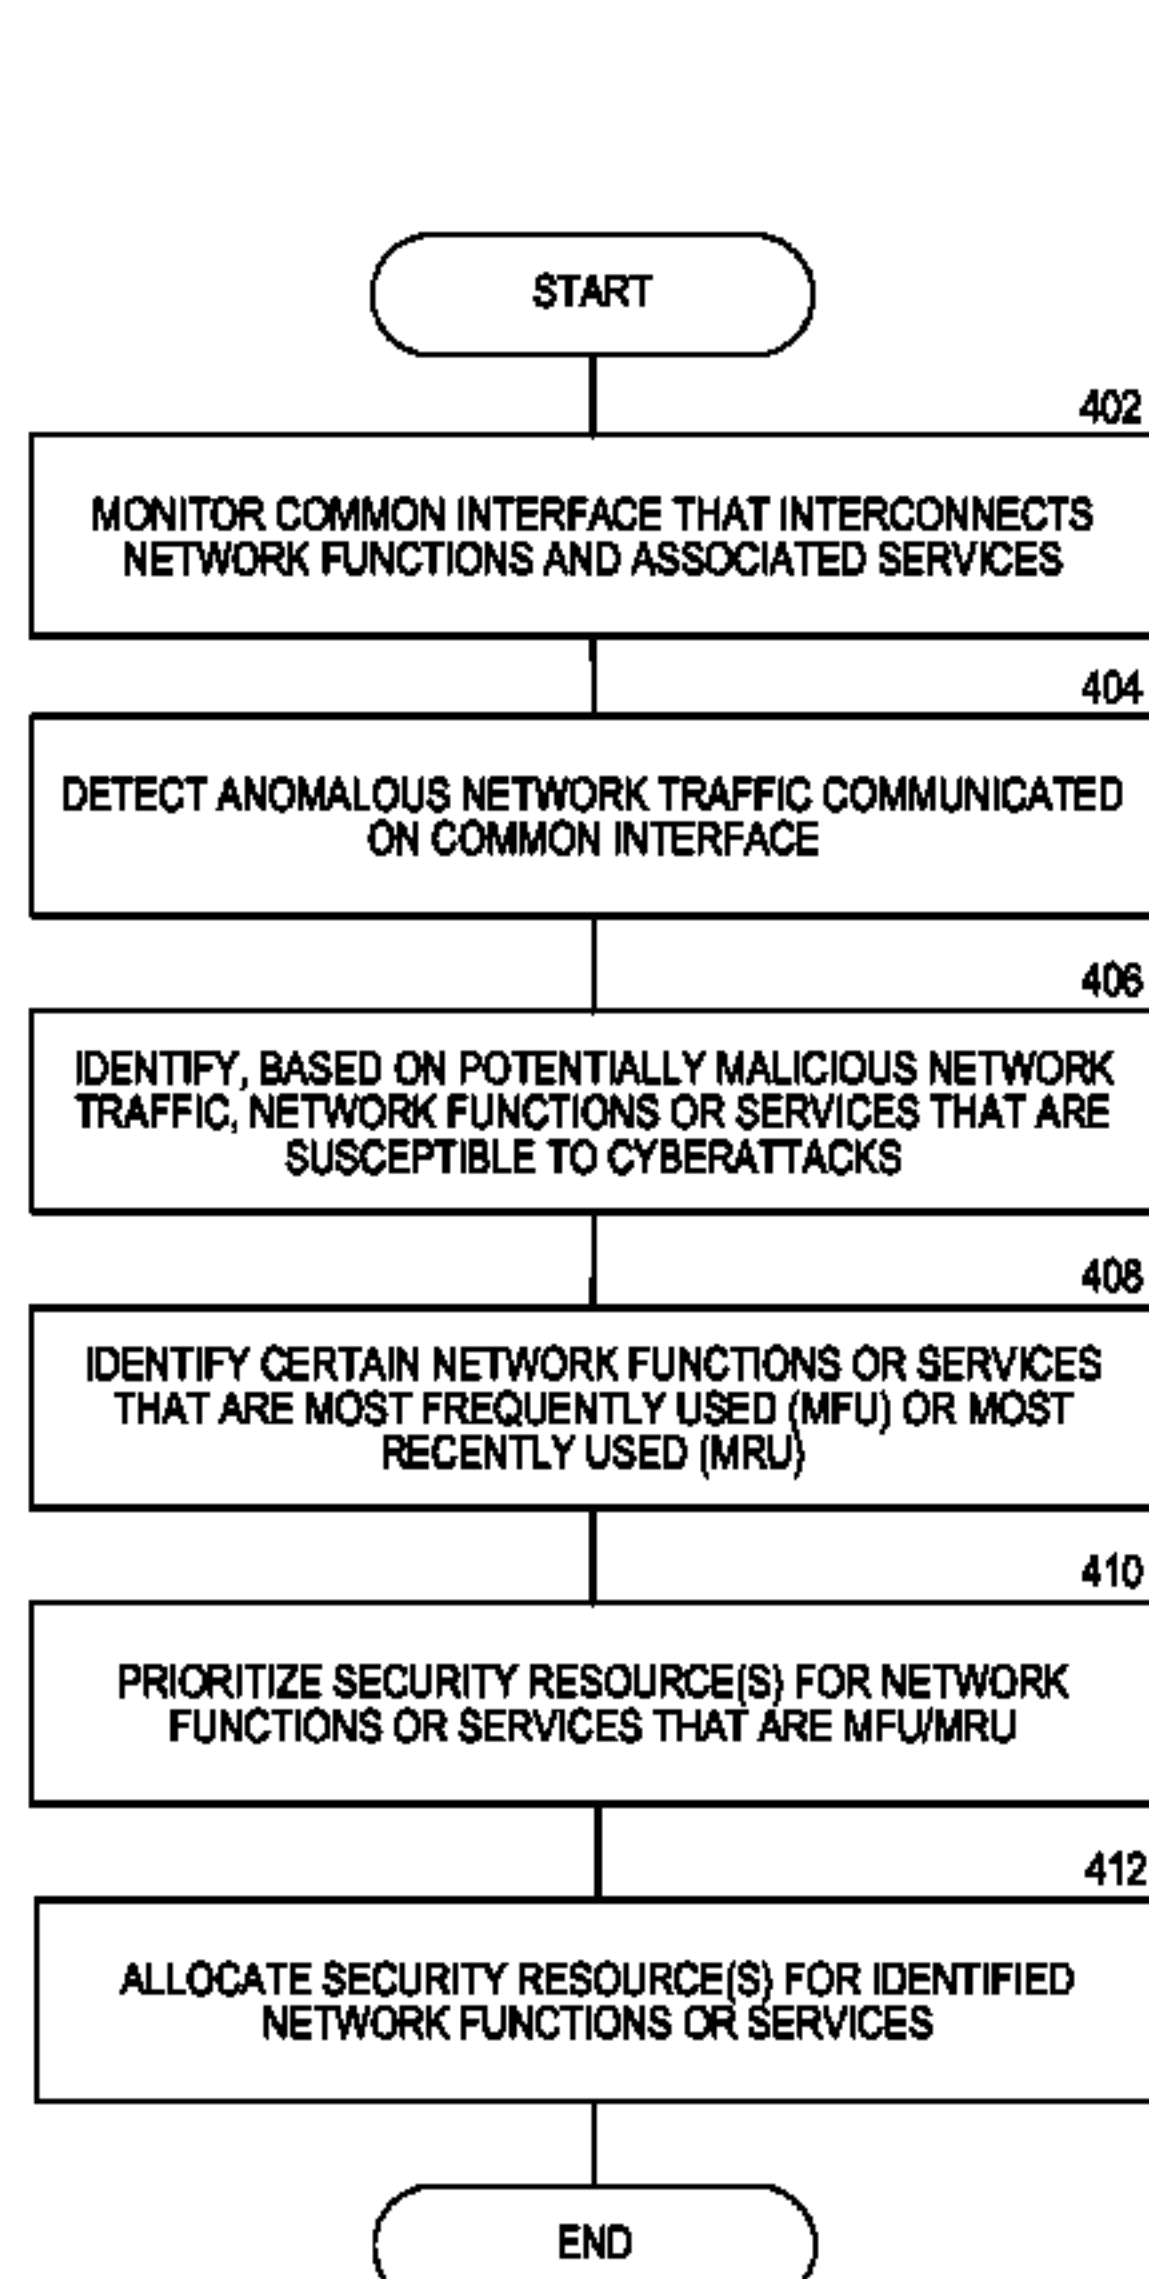 START
402
MONITOR COMMON INTERFACE THAT INTERCONNECTS
NETWORK FUNCTIONS AND ASSOCIATED SERVICES
404
DETECT ANOMALOUS NETWORK TRAFFIC COMMUNICATED
ON COMMON INTERFACE
406
IDENTIFY, BASED ON POTENTIALLY MALICIOUS NETWORK
TRAFFIC, NETWORK FUNCTIONS OR SERVICES THAT ARE
SUSCEPTIBLE TO CYBERATTACKS
408
IDENTIFY CERTAIN NETWORK FUNCTIONS OR SERVICES
THAT ARE MOST FREQUENTLY USED (MFU) OR MOST
RECENTLY USED (MRU)
410
PRIORITIZE SECURITY RESOURCE(S) FOR NETWORK
FUNCTIONS OR SERVICES THAT ARE MFU/MRU
412
ALLOCATE SECURITY RESOURCE(S) FOR IDENTIFIED
NETWORK FUNCTIONS OR SERVICES
END